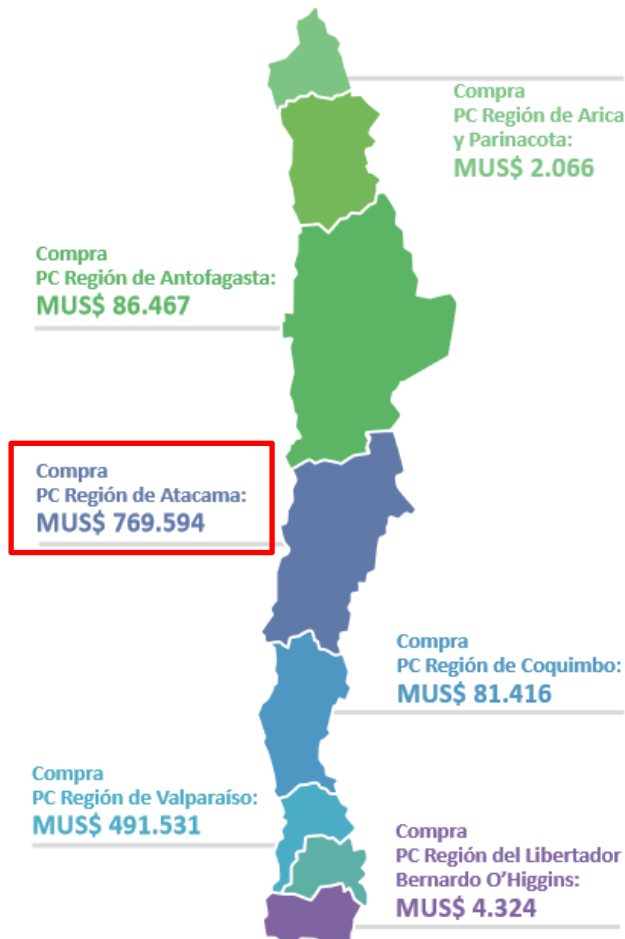 Compra
PC Región de Arica
y Parinacota:
MUS$ 2.066
Compra
PC Región de Antofagasta:
MUS$ 86.467
Compra
PC Región de Atacama:
MUS$ 769.594
Compra
PC Región de Coquimbo:
MUS$ 81.416
Compra
PC Región de Valparaíso:
MUS$ 491.531
Compra
PC Región del Libertador
Bernardo O’Higgins:
MUS$ 4.324